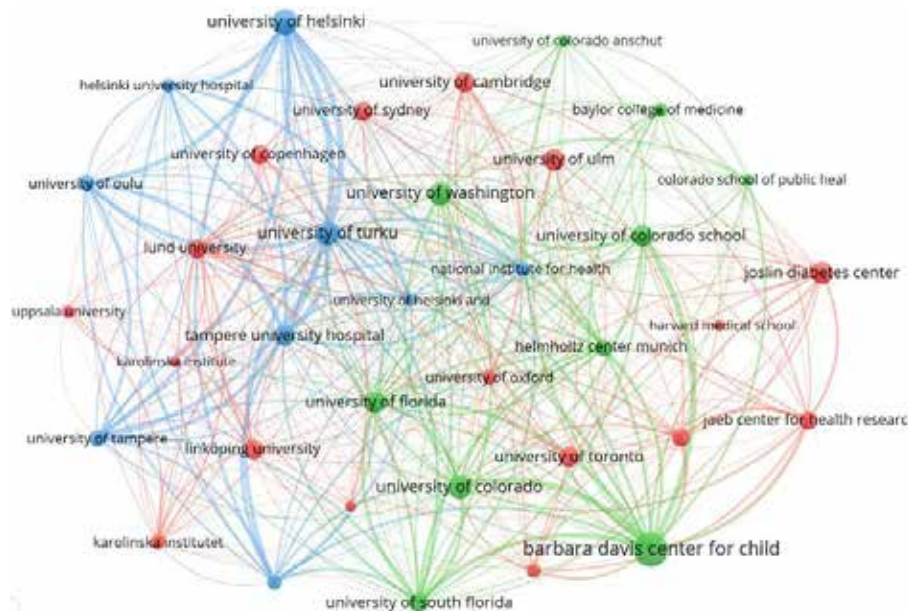 university of helsinki
university of colorado anschut
helsinki university hospital
university of cambridge
university of sydney
baylor college of medicine
university of copenhagen
university of ulm
university of oulu
university of washington
colorado school of public heal
university of turku
university of colorado school
lund university
national institute for health
joslin diabetes center
university of helsinki and
uppsala university
tampere university hospital
harvard medical school
helmholtz center munich
karolinska institute
university of oxford
university of florida
jaeb center for health researc
university of tampere
linköping university
university of toronto
university of colorado
karolinska institutet
barbara davis center for child
university of south florida